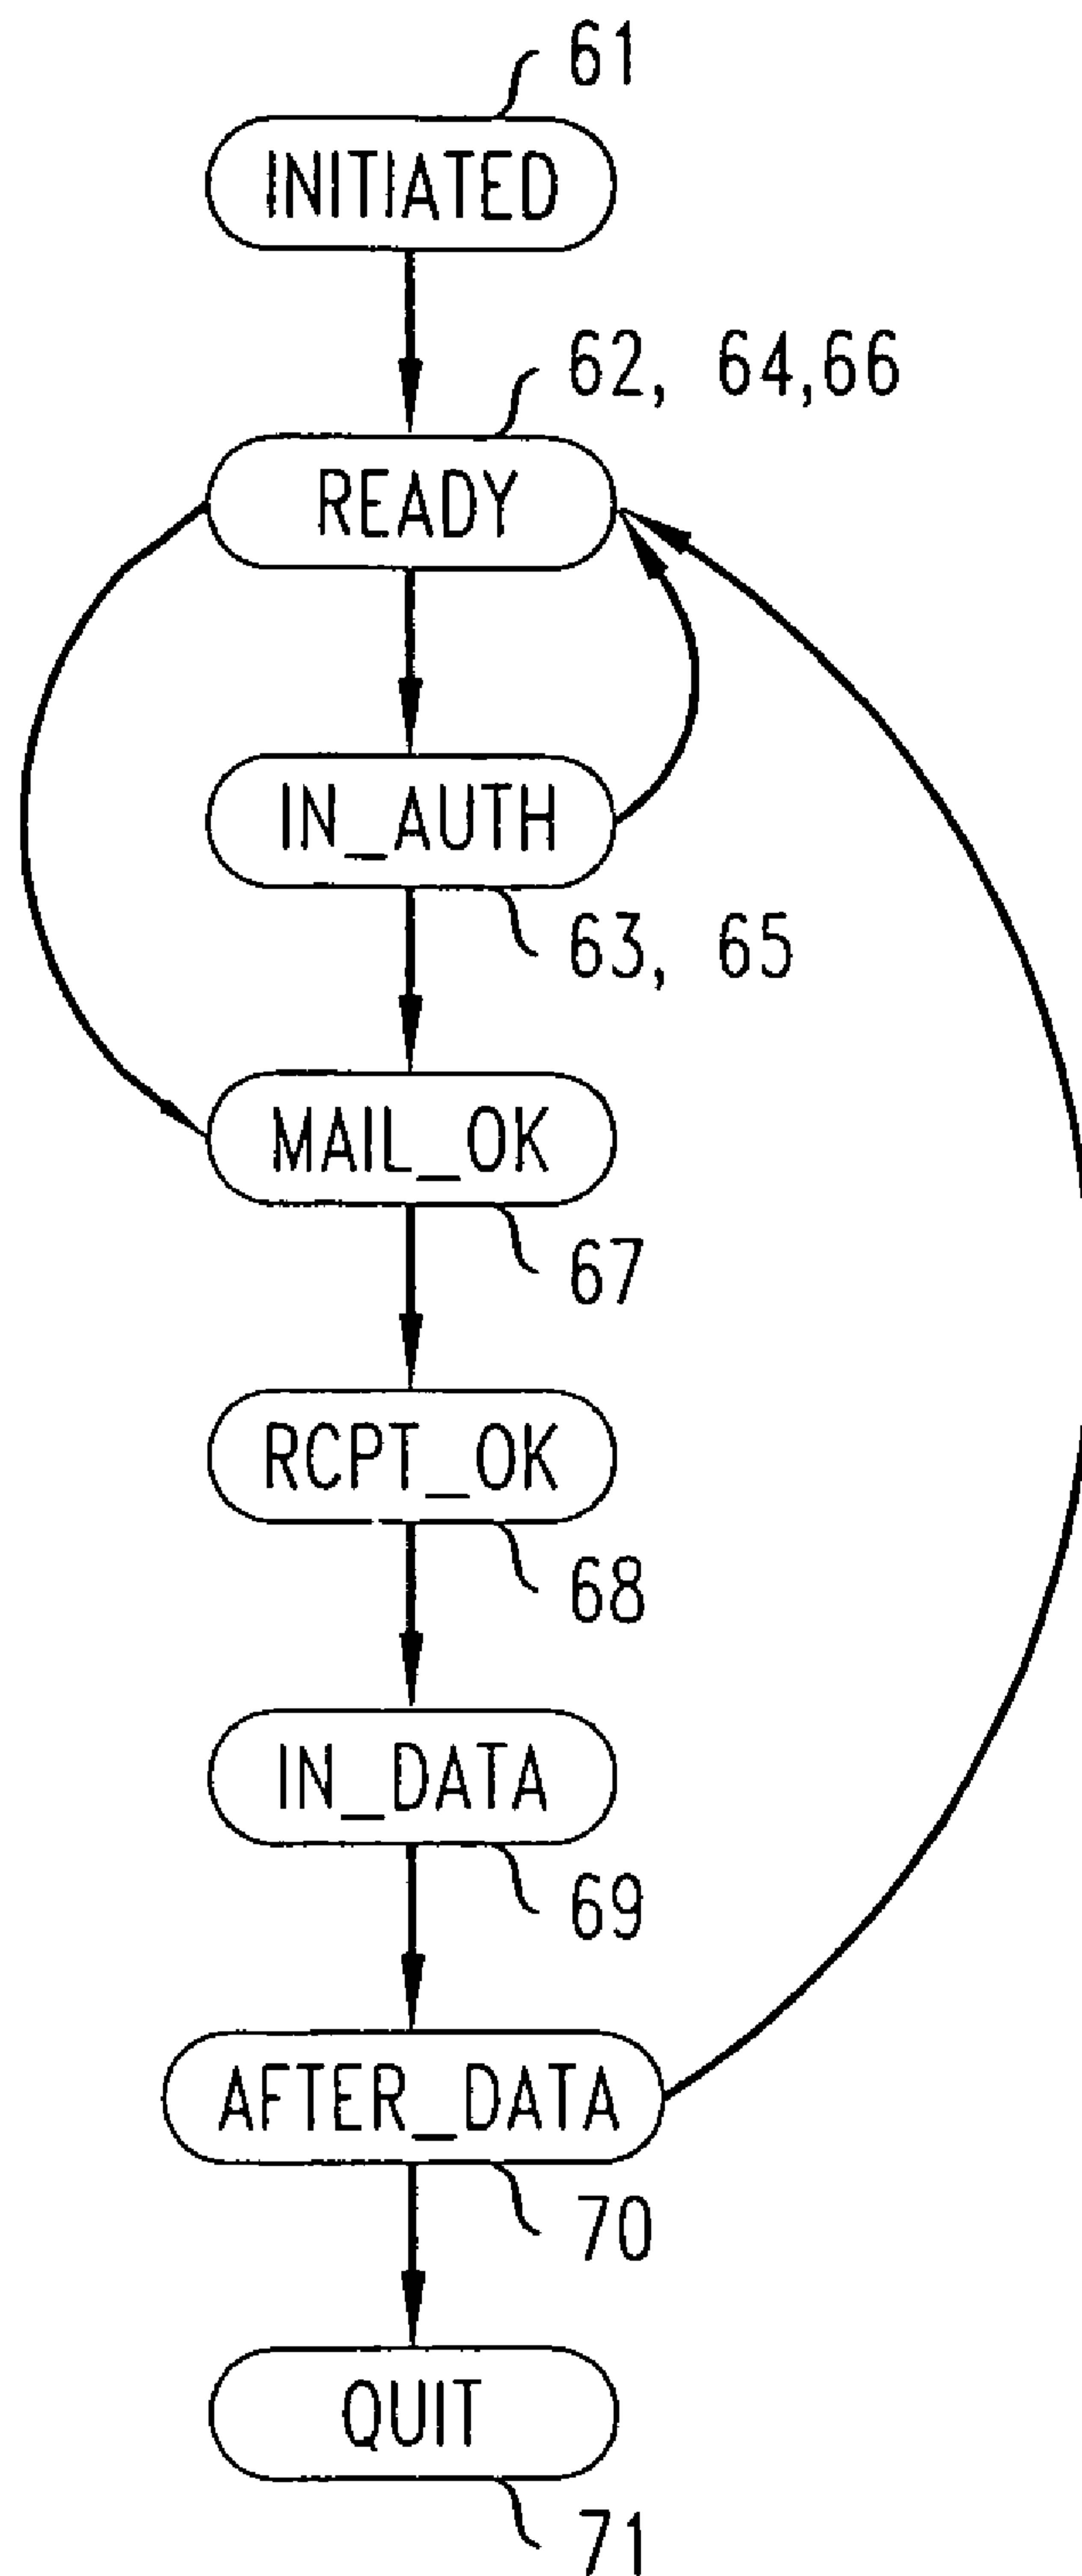 61
INITIATED
62, 64,66
READY
IN_AUTH
63, 65
MAIL_OK
67
RCPT_OK
68
IN_DATA
69
AFTER_DATA
70
QUIT
71